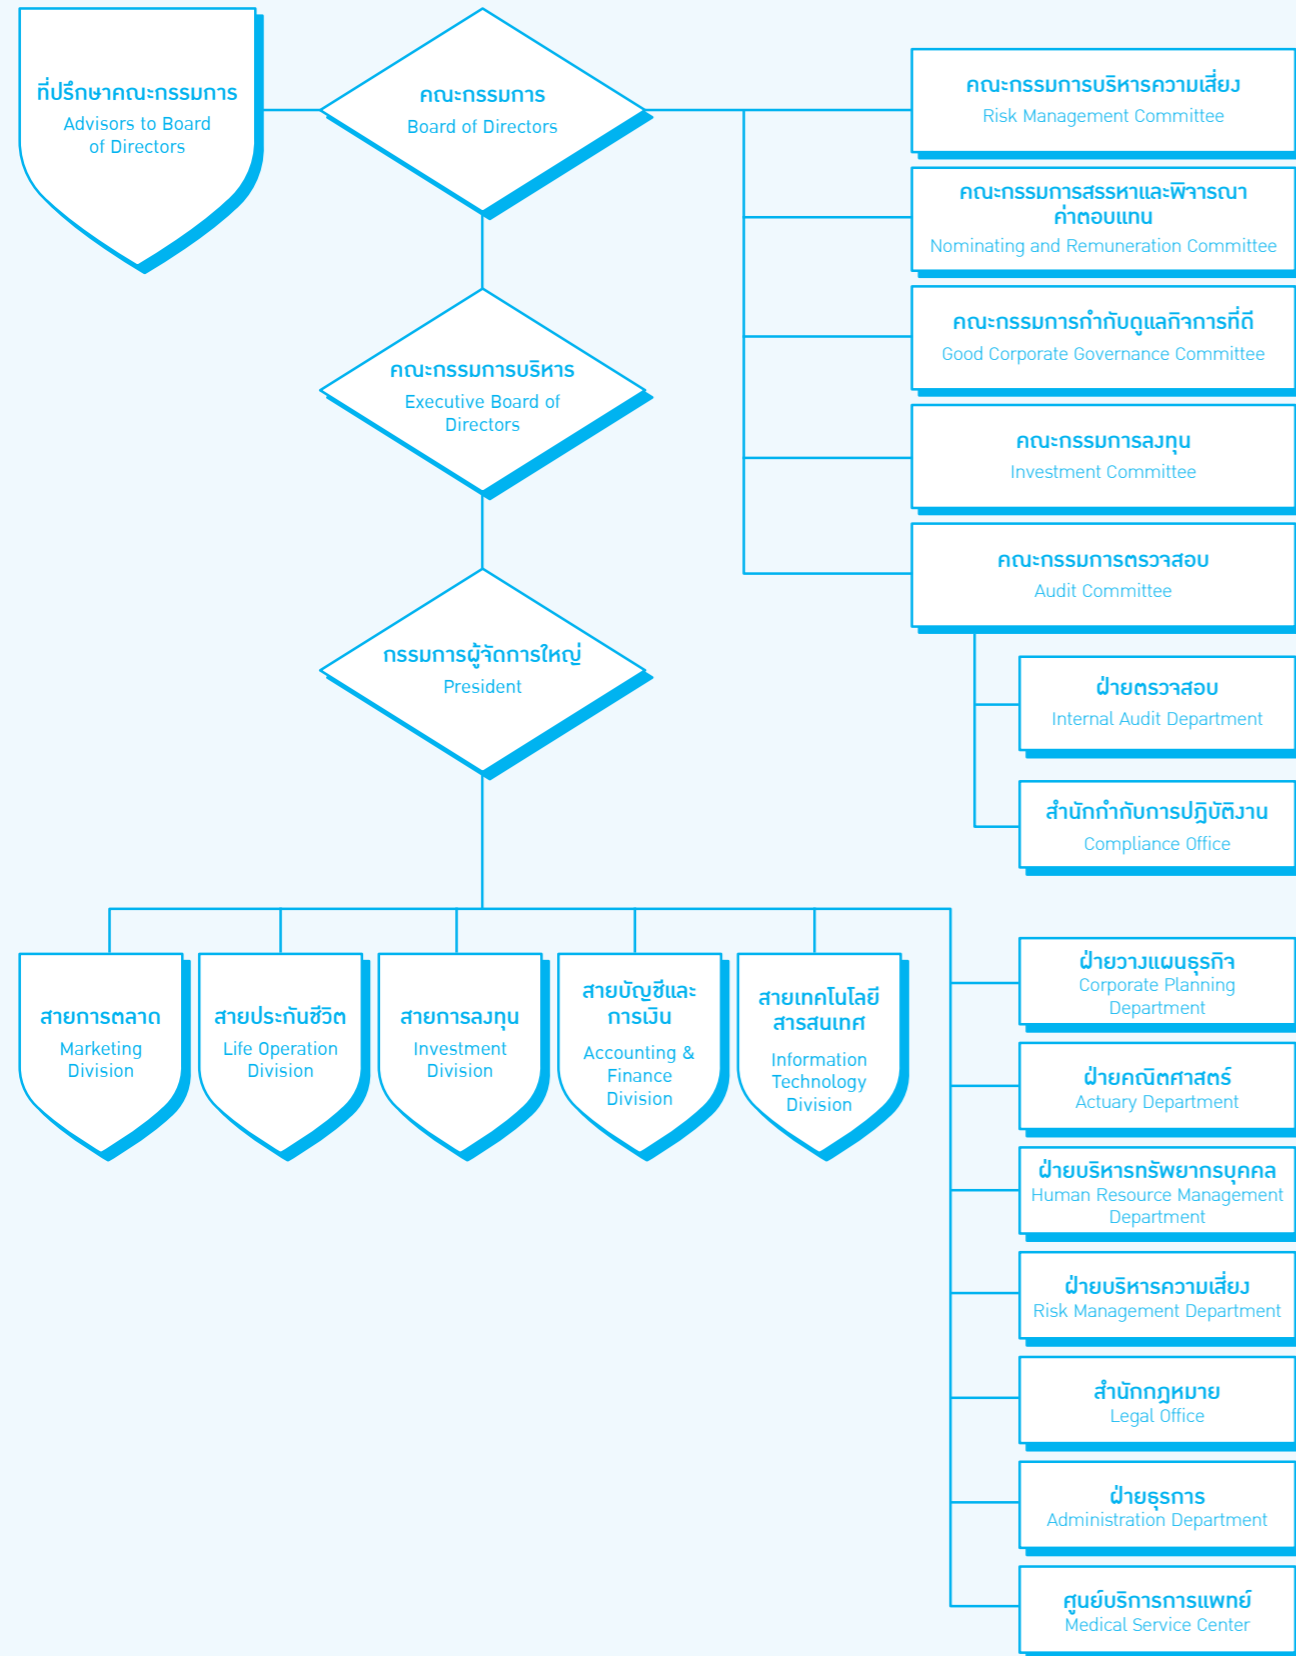 ที่ปรึกษาคณะกรรมการ
Advisors to Board
of Directors
คณะกรรมการ
Board of Directors
คณะกรรมการบริหารความเสี่ยง
Risk Management Committee
คณะกรรมการสรรหาและพิจารณา
ค่าตอบแทน
Nominating and Remuneration Committee
คณะกรรมการกำกับดูแลกิจการที่ดี
Good Corporate Governance Committee
คณะกรรมการบริหาร
Executive Board of
Directors
คณะกรรมการลงทุน
Investment Committee
คณะกรรมการตรวจสอบ
Audit Committee
กรรมการผู้จัดการใหญ่
President
ฝ่ายตรวจสอบ
Internal Audit Department
สำนักกำกับการปฏิบัติงาน
Compliance Office
สายการตลาด
Marketing
Division
สายประกันชีวิต
Life Operation
Division
สายการลงทุน
Investment
Division
สายบัญชีและ
การเงิน
Accounting &
Finance
Division
สายเทคโนโลยี
สารสนเทศ
Information
Technology
Division
ฝ่ายวางแผนธุรกิจ
Corporate Planning
Department
ฝ่ายคณิตศาสตร์
Actuary Department
ฝ่ายบริหารทรัพยากรบุคคล
Human Resource Management
Department
ฝ่ายบริหารความเสี่ยง
Risk Management Department
สำนักกฎหมาย
Legal Office
ฝ่ายธุรการ
Administration Department
ศูนย์บริการการแพทย์
Medical Service Center